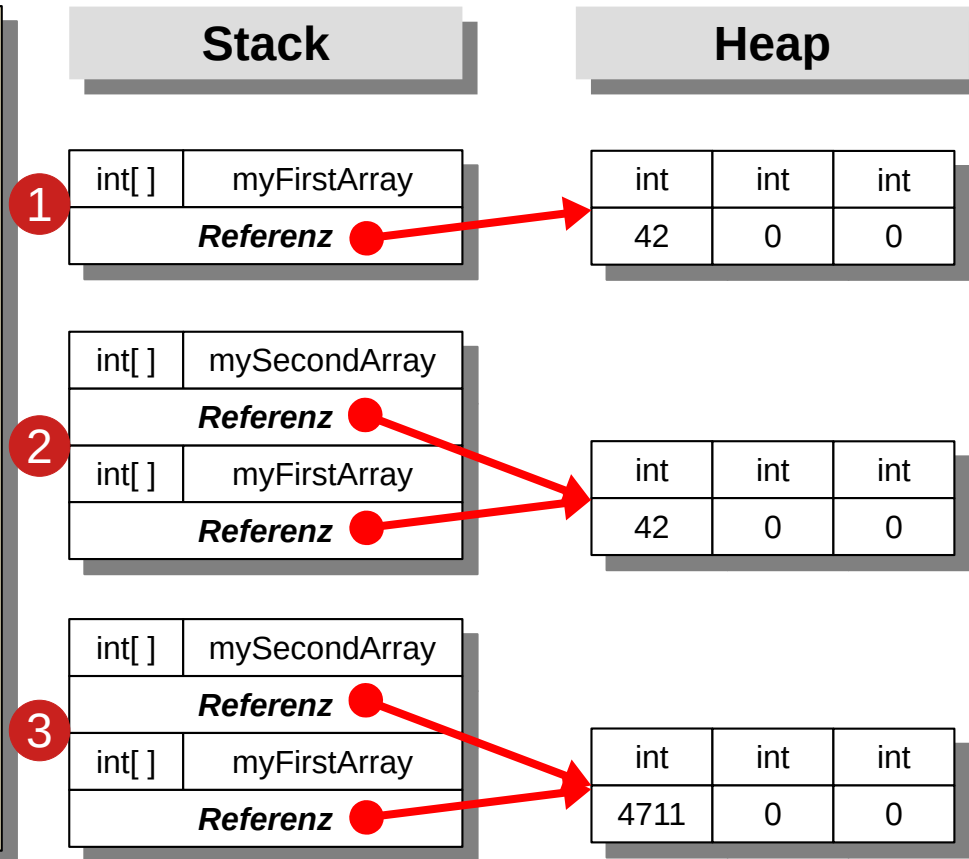 Stack Heap
1
int[ ] myFirstArray int int int
Referenz 42 0 0
2
int[ ] mySecondArray
Referenz
int[ ] myFirstArray int int int
Referenz 42 0 0
3
int[ ] mySecondArray
Referenz
int[ ] myFirstArray int int int
Referenz 4711 0 0